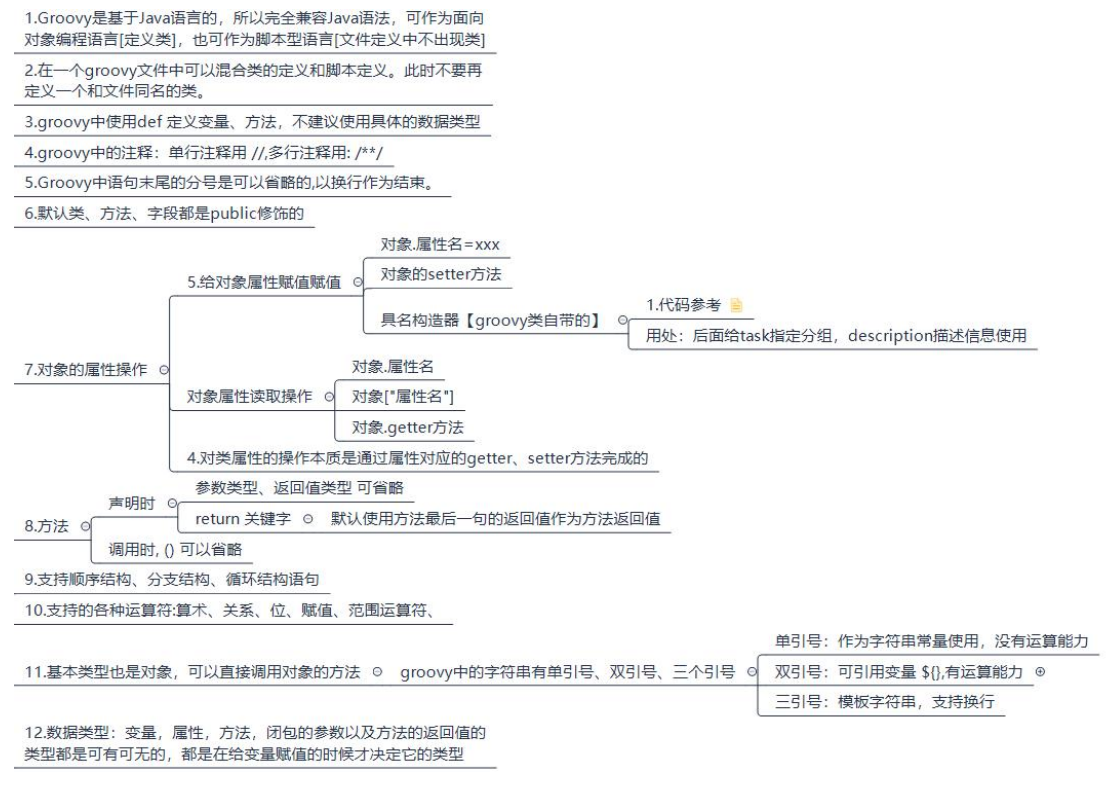 1.Groovy是基于Java语言的，所以完全兼容Java语法，可作为面向
对象编程语言[定义类]，也可作为脚本型语言[文件定义中不出现类]
2.在一个groovy文件中可以混合类的定义和脚本定义。此时不要再
定义一个和文件同名的类。
3.groovy中使用def 定义变量、方法，不建议使用具体的数据类型
4.groovy中的注释：单行注释用 //,多行注释用: /**/
5.Groovy中语句末尾的分号是可以省略的,以换行作为结束。
6.默认类、方法、字段都是public修饰的
7.对象的属性操作
5.给对象属性赋值赋值
对象.属性名=xxx
对象的setter方法
具名构造器【groovy类自带的】
1.代码参考
用处：后面给task指定分组，description描述信息使用
对象属性读取操作
对象.属性名
对象["属性名"]
对象.getter方法
4.对类属性的操作本质是通过属性对应的getter、setter方法完成的
8.方法
声明时
参数类型、返回值类型 可省略
return 关键字
默认使用方法最后一句的返回值作为方法返回值
调用时, () 可以省略
9.支持顺序结构、分支结构、循环结构语句
10.支持的各种运算符:算术、关系、位、赋值、范围运算符、
11.基本类型也是对象，可以直接调用对象的方法
groovy中的字符串有单引号、双引号、三个引号
单引号：作为字符串常量使用，没有运算能力
双引号：可引用变量 ${},有运算能力
三引号：模板字符串，支持换行
12.数据类型：变量，属性，方法，闭包的参数以及方法的返回值的
类型都是可有可无的，都是在给变量赋值的时候才决定它的类型